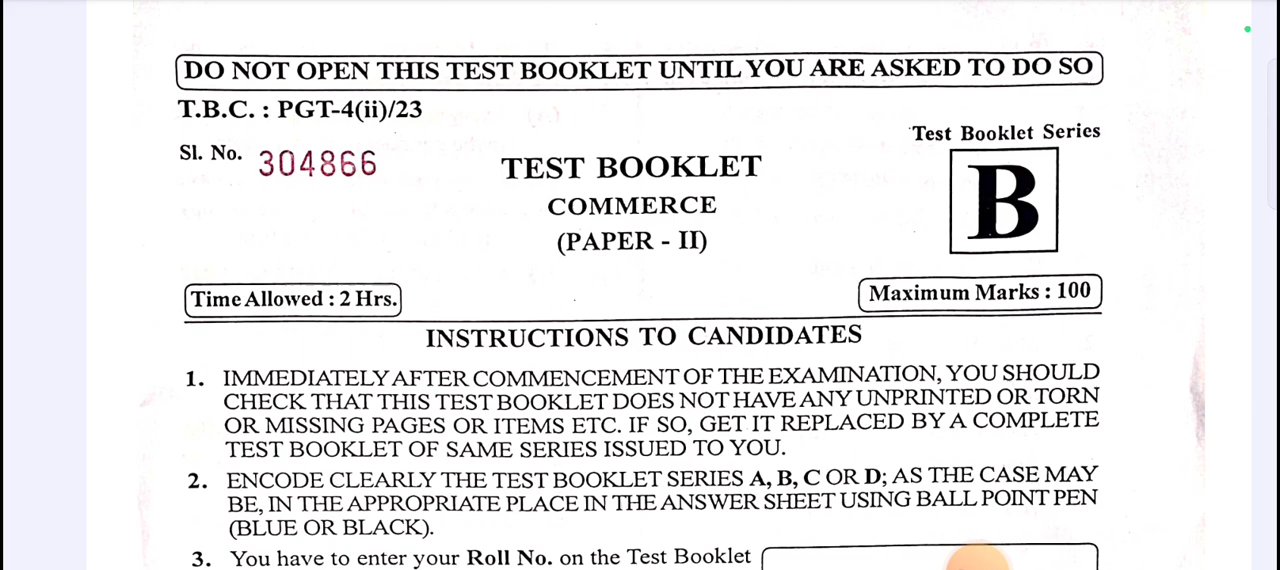 DO NOT OPEN THIS TEST BOOKLET UNTIL YOU ARE ASKED TO DO SO
T.B.C. : PGT-4(ii)/23
Test Booklet Series
Sl. No. 304866
TEST BOOKLET
B
COMMERCE
(PAPER - II)
Time Allowed : 2 Hrs.
Maximum Marks : 100
INSTRUCTIONS TO CANDIDATES
1. IMMEDIATELY AFTER COMMENCEMENT OF THE EXAMINATION, YOU SHOULD
CHECK THAT THIS TEST BOOKLET DOES NOT HAVE ANY UNPRINTED OR TORN
OR MISSING PAGES OR ITEMS ETC. IF SO, GET IT REPLACED BY A COMPLETE
TEST BOOKLET OF SAME SERIES ISSUED TO YOU.
2. ENCODE CLEARLY THE TEST BOOKLET SERIES A, B, C OR D; AS THE CASE MAY
BE, IN THE APPROPRIATE PLACE IN THE ANSWER SHEET USING BALL POINT PEN
(BLUE OR BLACK).
3. You have to enter your Roll No. on the Test Booklet